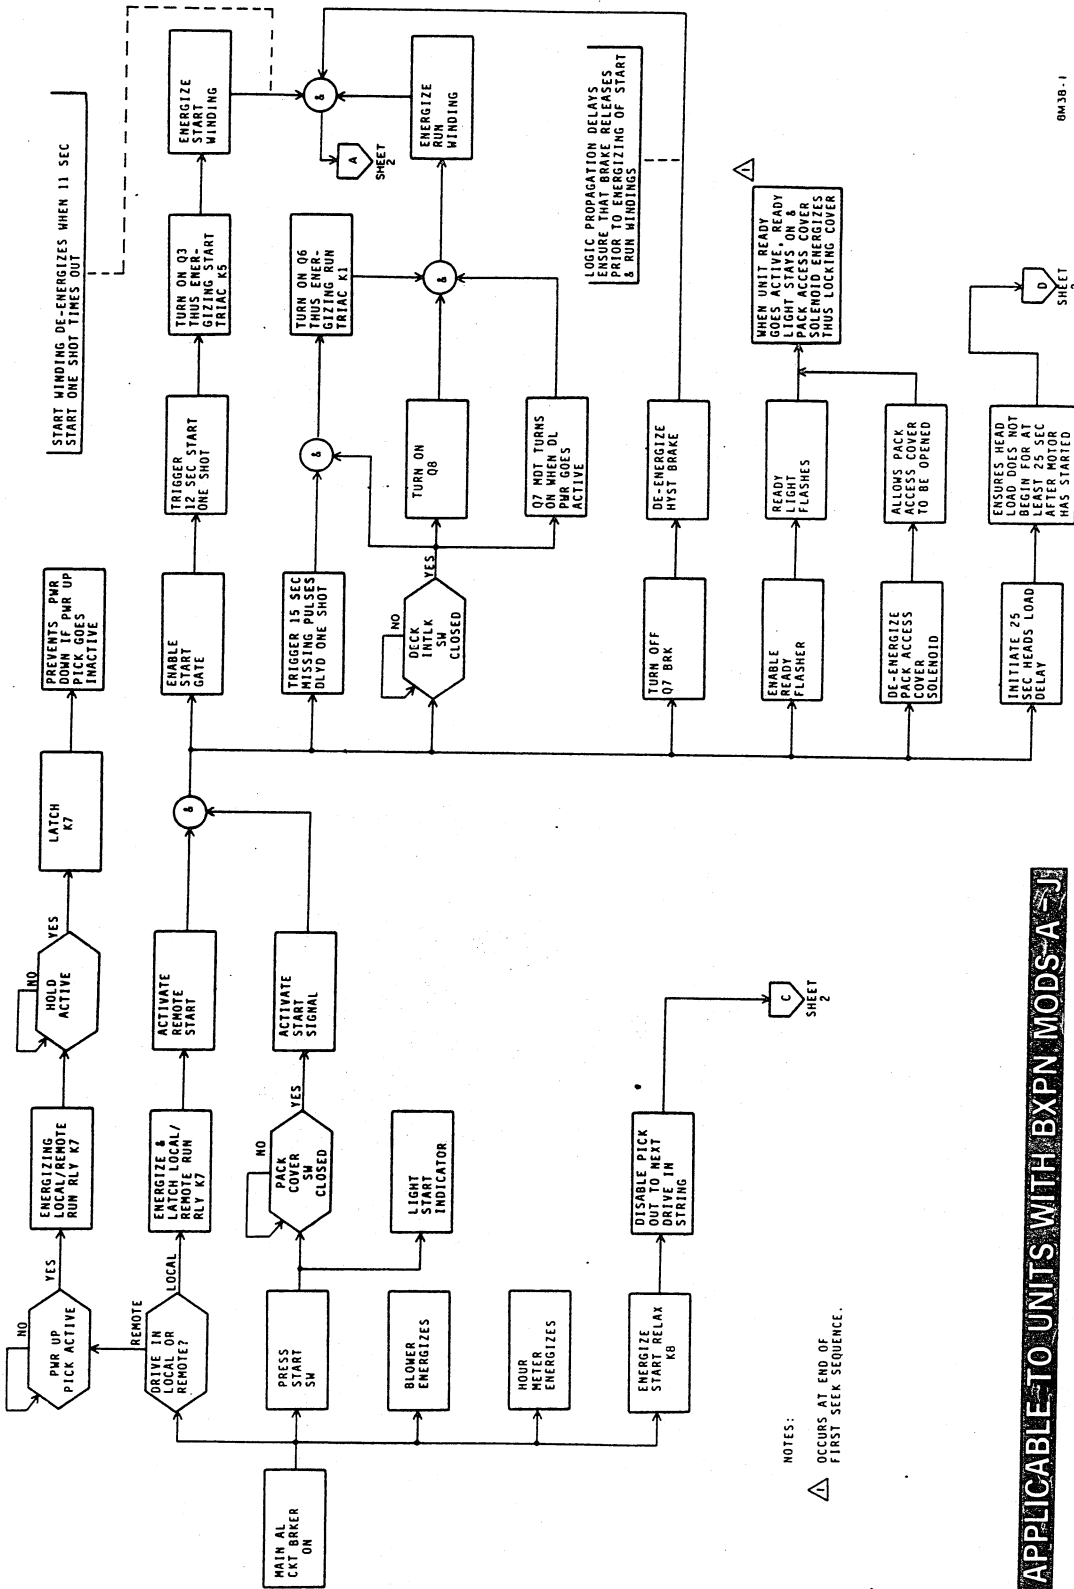 MAIN AL
CKT BRKER
ON
PWR UP
PICK ACTIVE
NO
YES
REMOTE
DRIVE IN
LOCAL OR
REMOTE?
LOCAL
PRESS
START
SW
BLOWER
ENERGIZES
HOUR
METER
ENERGIZES
ENERGIZE
START RELAX
K8
ENERGIZING
LOCAL/REMOTE
RUN RLY K7
ENERGIZE &
LATCH LOCAL/
REMOTE RUN
RLY K7
PACK
COVER
SW
CLOSED
NO
YES
LIGHT
START
INDICATOR
DISABLE PICK
OUT TO NEXT
DRIVE IN
STRING
C
SHEET
2
HOLD
ACTIVE
NO
YES
ACTIVATE
REMOTE
START
ACTIVATE
START
SIGNAL
LATCH
K7
&
PREVENTS PWR
DOWN IF PWR UP
PICK GOES
INACTIVE
ENABLE
START
GATE
TRIGGER 15 SEC
MISSING PULSES
DLYD ONE SHOT
DECK
INTLK
SW
CLOSED
NO
YES
TURN OFF
Q7 BRK
ENABLE
READY
FLASHER
DE-ENERGIZE
PACK ACCESS
COVER
SOLENOID
INITIATE 25
SEC HEADS LOAD
DELAY
TRIGGER
12 SEC START
ONE SHOT
&
TURN ON
Q8
Q7 MDT TURNS
ON WHEN DL
PWR GOES
ACTIVE
DE-ENERGIZE
HYST BRAKE
READY
LIGHT
FLASHES
ALLOWS PACK
ACCESS COVER
TO BE OPENED
ENSURES HEAD
LOAD DOES NOT
BEGIN FOR AT
LEAST 25 SEC
AFTER MOTOR
HAS STARTED
START WINDING DE-ENERGIZES WHEN 11 SEC
START ONE SHOT TIMES OUT
TURN ON Q3
THUS ENER-
GIZING START
TRIAC K5
TURN ON Q6
THUS ENER-
GIZING RUN
TRIAC K1
&
ENERGIZE
START
WINDING
&
A
SHEET
2
ENERGIZE
RUN
WINDING
LOGIC PROPAGATION DELAYS
ENSURE THAT BRAKE RELEASES
PRIOR TO ENERGIZING OF START
& RUN WINDINGS
1
WHEN UNIT READY
GOES ACTIVE, READY
LIGHT STAYS ON &
PACK ACCESS COVER
SOLENOID ENERGIZES
THUS LOCKING COVER
D
SHEET
NOTES:
1 OCCURS AT END OF
FIRST SEEK SEQUENCE.
APPLICABLE TO UNITS WITH BXPN MODS A - J
8M38-1